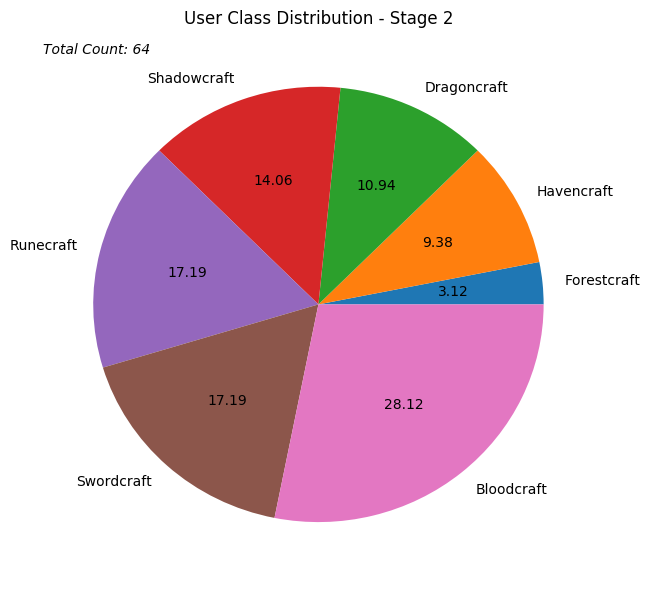 User Class Distribution - Stage 2
Total Count: 64
Shadowcraft
Dragoncraft
Havencraft
Forestcraft
Runecraft
Swordcraft
Bloodcraft
14.06
10.94
9.38
3.12
17.19
17.19
28.12